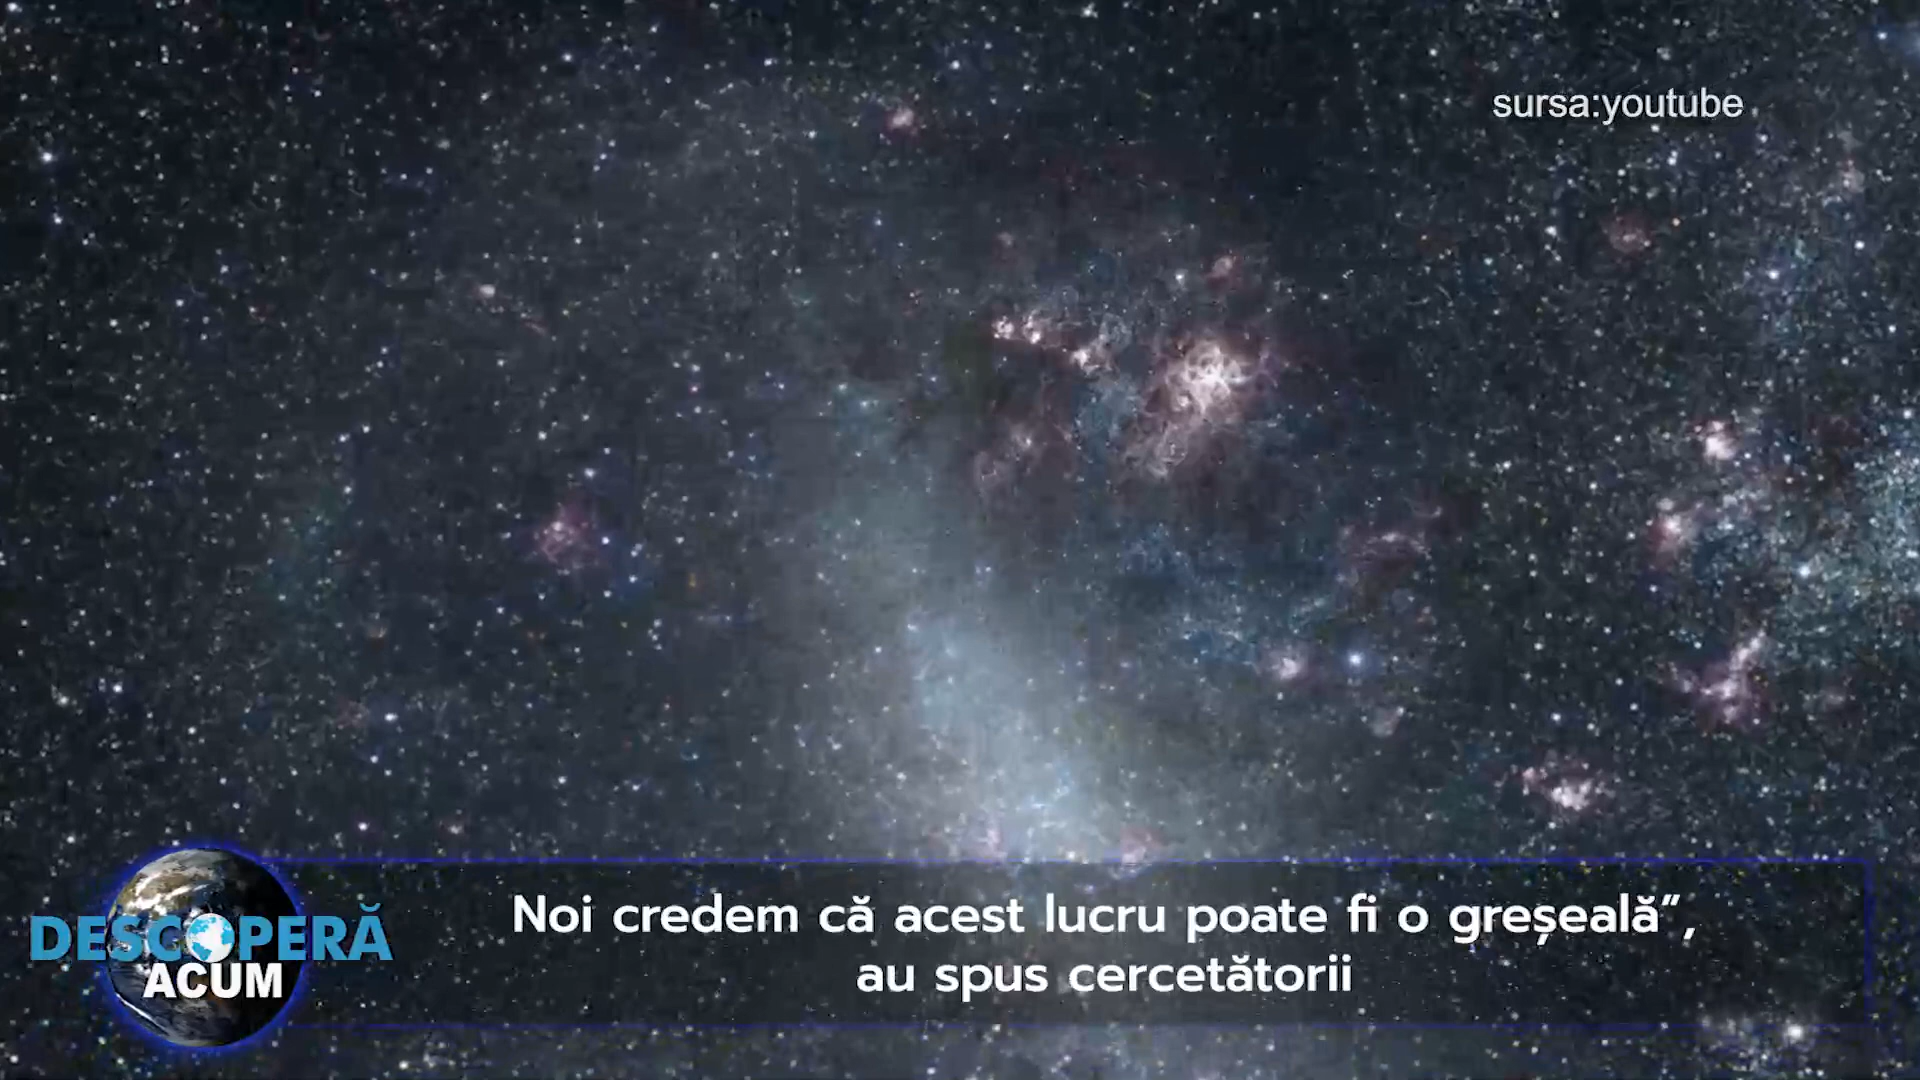 sursa:youtube
Noi credem că acest lucru poate fi o greșeală”,
au spus cercetătorii
DESCOPERĂ
ACUM